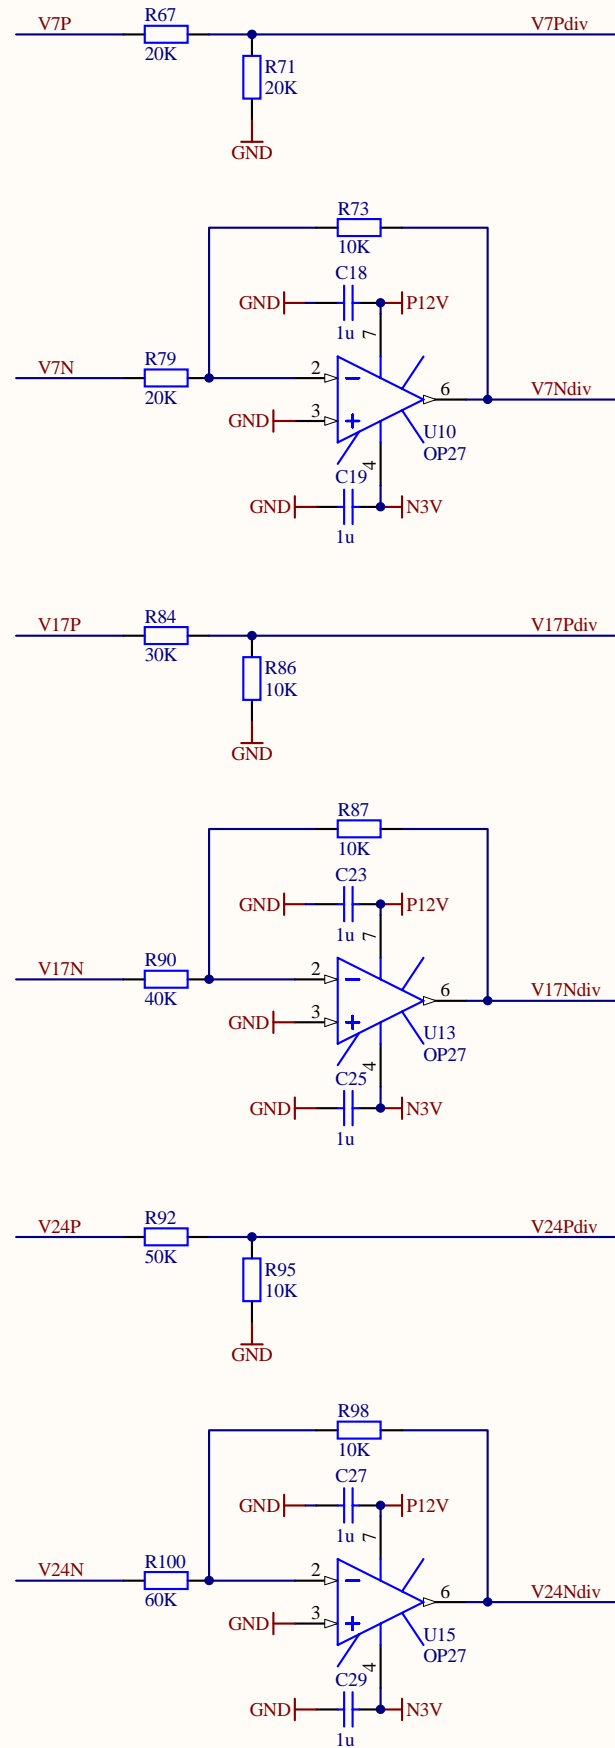 V7P R67 V7Pdiv
20K
R71
20K
GND
R73
10K
C18
GND P12V
1u 7
V7N R79 2
20K
GND 3 6 V7Ndiv
U10
OP27
4
C19
GND N3V
1u
V17P R84 V17Pdiv
30K
R86
10K
GND
R87
10K
C23
GND P12V
1u 7
V17N R90 2
40K
GND 3 6 V17Ndiv
U13
OP27
4
C25
GND N3V
1u
V24P R92 V24Pdiv
50K
R95
10K
GND
R98
10K
C27
GND P12V
1u 7
V24N R100 2
60K
GND 3 6 V24Ndiv
U15
OP27
4
C29
GND N3V
1u